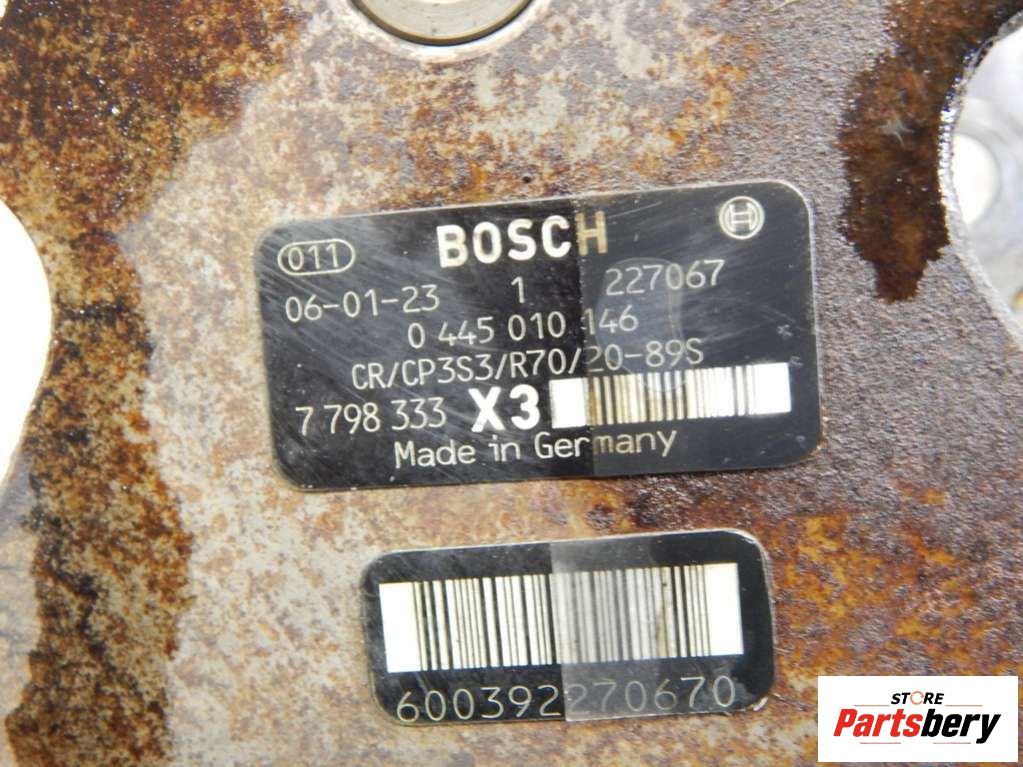 011 BOSCH
06-01-23 1 227067
0 445 010 146
CR/CP3S3/R70/20-89S
7 798 333 X3
Made in Germany
600392270670
STORE
Partsbery